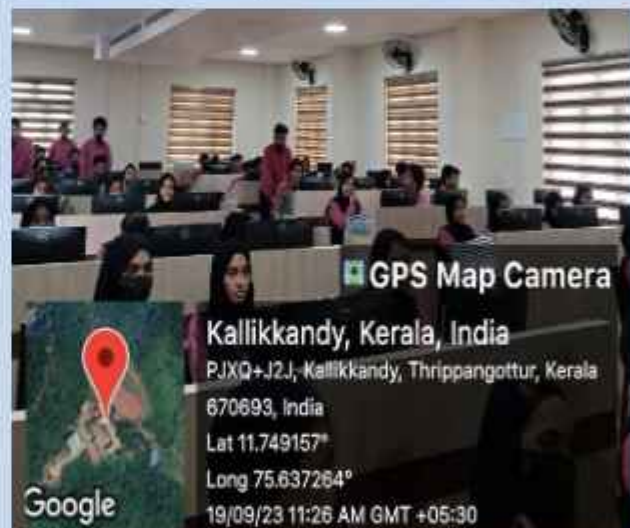 GPS Map Camera
Kallikkandy, Kerala, India
PJXQ+J2J, Kallikkandy, Thrippangottur, Kerala
670693, India
Lat 11.749157°
Long 75.637264°
19/09/23 11:26 AM GMT +05:30
Google